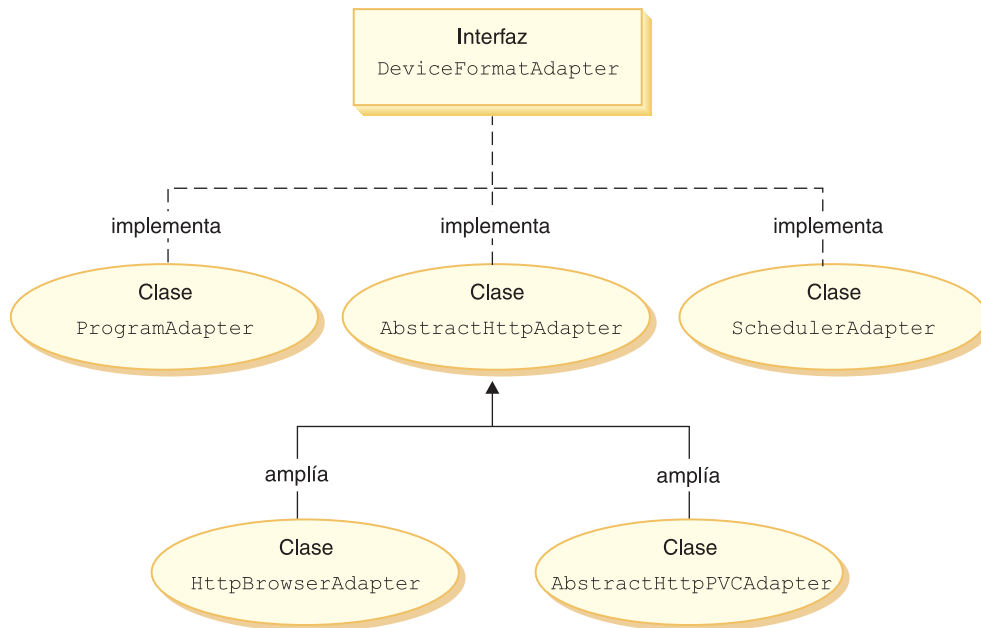 Interfaz
DeviceFormatAdapter
implementa
implementa
implementa
Clase
ProgramAdapter
Clase
AbstractHttpAdapter
Clase
SchedulerAdapter
amplía
amplía
Clase
HttpBrowserAdapter
Clase
AbstractHttpPVCAdapter